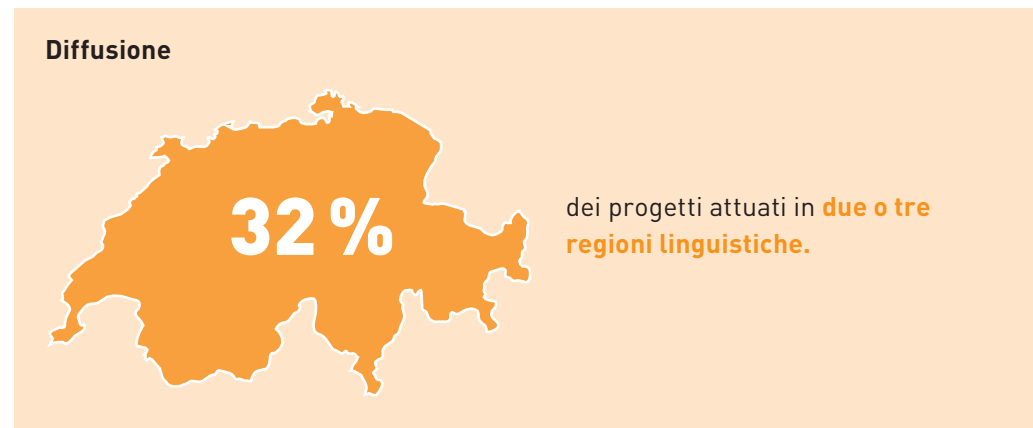 Diffusione
32 %
dei progetti attuati in due o tre
regioni linguistiche.